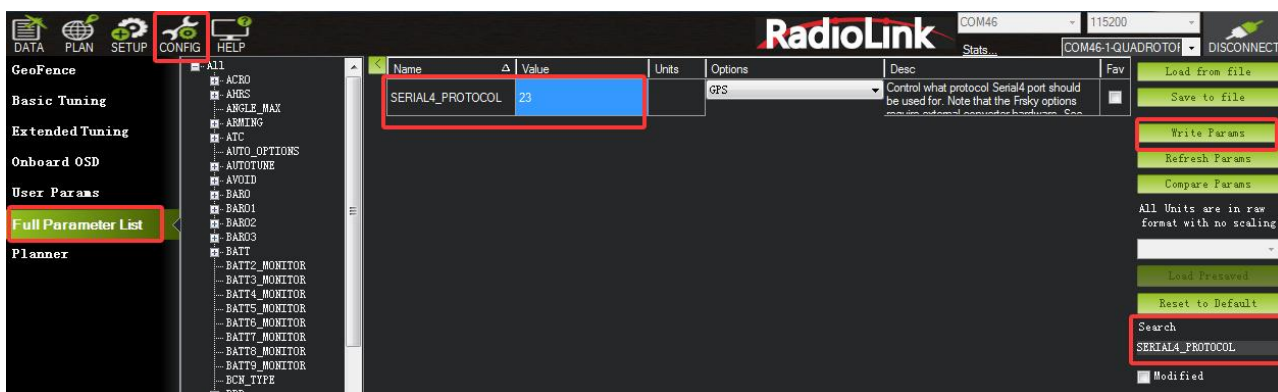 RadioLink
COM46
115200
DATA
PLAN
SETUP
CONFIG
HELP
Stats...
COM46-1-QUADROTOR
DISCONNECT
GeoFence
Basic Tuning
Extended Tuning
Onboard OSD
User Params
Full Parameter List
Planner
All
ACRO
AHRS
ANGLE_MAX
ARMING
ATC
AUTO_OPTIONS
AUTOTUNE
AVOID
BARO
BARO1
BARO2
BARO3
BATT
BATT2_MONITOR
BATT3_MONITOR
BATT4_MONITOR
BATT5_MONITOR
BATT6_MONITOR
BATT7_MONITOR
BATT8_MONITOR
BATT9_MONITOR
BCN_TYPE
Name
Value
Units
Options
Desc
Fav
SERIAL4_PROTOCOL
23
GPS
Control what protocol Serial4 port should
be used for. Note that the Frsky options
require external converter hardware. See
Load from file
Save to file
Write Params
Refresh Params
Compare Params
All Units are in raw
format with no scaling
Load Presaved
Reset to Default
Search
SERIAL4_PROTOCOL
Modified